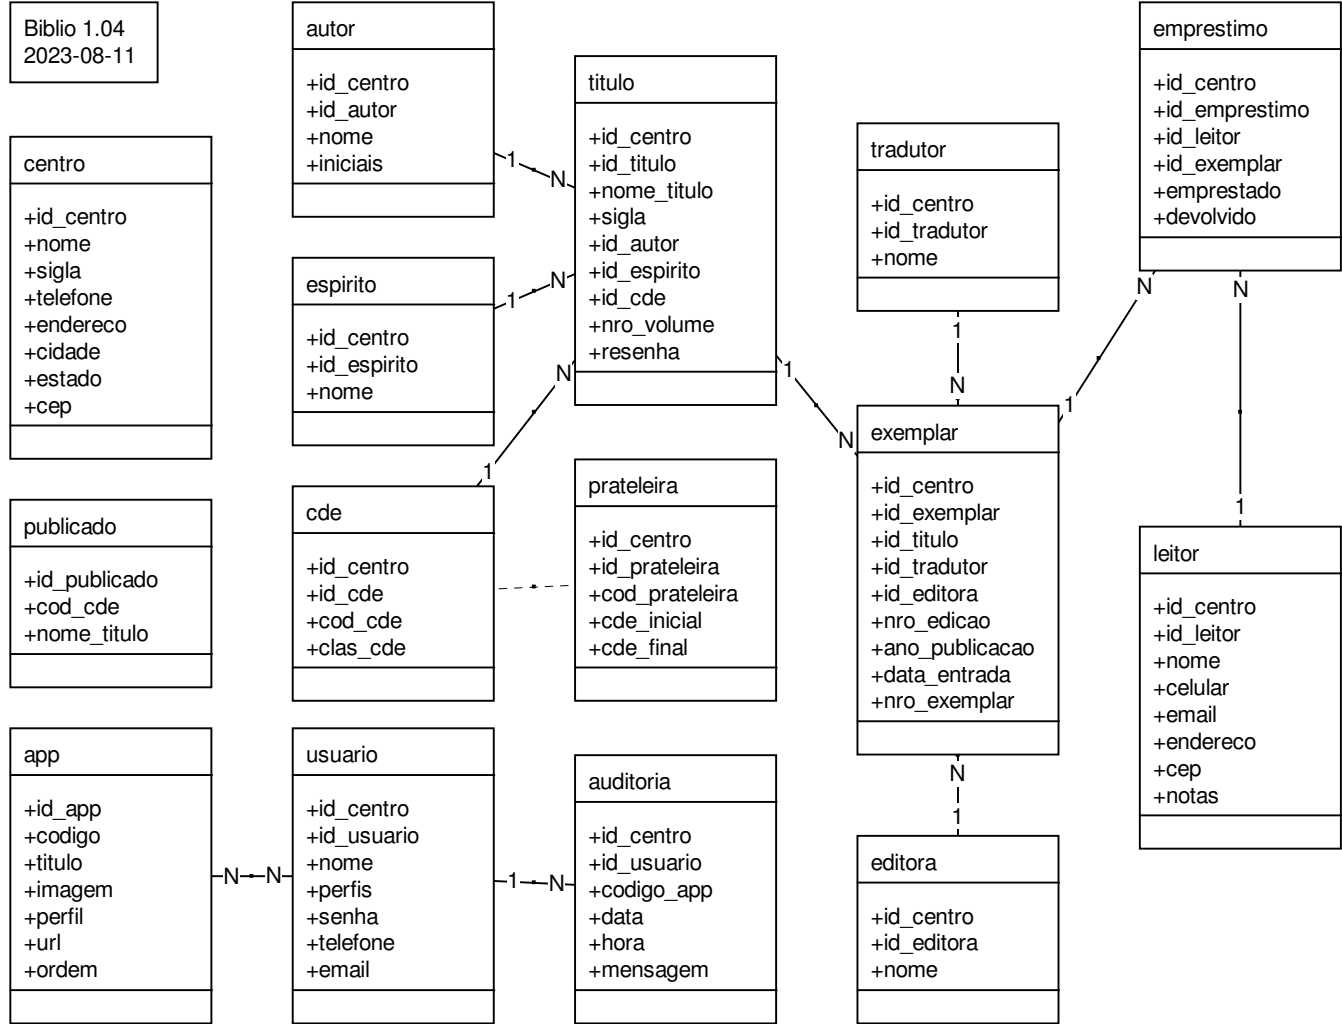 Biblio 1.04
2023-08-11
centro
+id_centro
+nome
+sigla
+telefone
+endereco
+cidade
+estado
+cep
publicado
+id_publicado
+cod_cde
+nome_titulo
app
+id_app
+codigo
+titulo
+imagem
+perfil
+url
+ordem
autor
+id_centro
+id_autor
+nome
+iniciais
1
N
espirito
+id_centro
+id_espirito
+nome
1
N
cde
+id_centro
+id_cde
+cod_cde
+clas_cde
1
N
usuario
+id_centro
+id_usuario
+nome
+perfis
+senha
+telefone
+email
N
N
1
N
titulo
+id_centro
+id_titulo
+nome_titulo
+sigla
+id_autor
+id_espirito
+id_cde
+nro_volume
+resenha
1
N
prateleira
+id_centro
+id_prateleira
+cod_prateleira
+cde_inicial
+cde_final
auditoria
+id_centro
+id_usuario
+codigo_app
+data
+hora
+mensagem
tradutor
+id_centro
+id_tradutor
+nome
1
N
exemplar
+id_centro
+id_exemplar
+id_titulo
+id_tradutor
+id_editora
+nro_edicao
+ano_publicacao
+data_entrada
+nro_exemplar
N
1
editora
+id_centro
+id_editora
+nome
emprestimo
+id_centro
+id_emprestimo
+id_leitor
+id_exemplar
+emprestado
+devolvido
N
1
N
1
leitor
+id_centro
+id_leitor
+nome
+celular
+email
+endereco
+cep
+notas